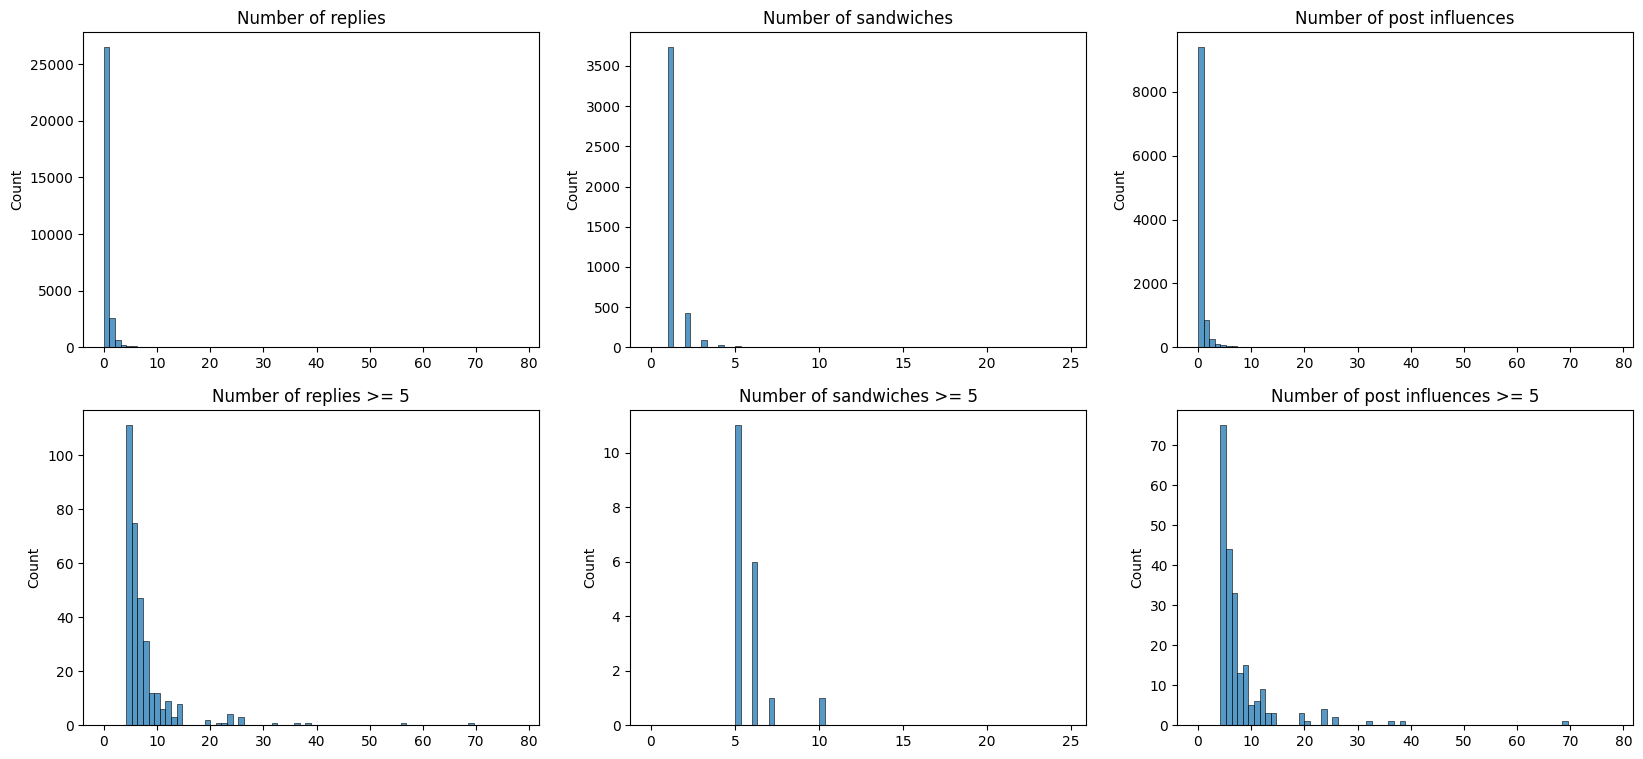 Number of replies
Count
25000
20000
15000
10000
5000
0
0 10 20 30 40 50 60 70 80
Number of sandwiches
Count
3500
3000
2500
2000
1500
1000
500
0
0 5 10 15 20 25
Number of post influences
Count
8000
6000
4000
2000
0
0 10 20 30 40 50 60 70 80
Number of replies >= 5
Count
100
80
60
40
20
0
0 10 20 30 40 50 60 70 80
Number of sandwiches >= 5
Count
10
8
6
4
2
0
0 5 10 15 20 25
Number of post influences >= 5
Count
70
60
50
40
30
20
10
0
0 10 20 30 40 50 60 70 80